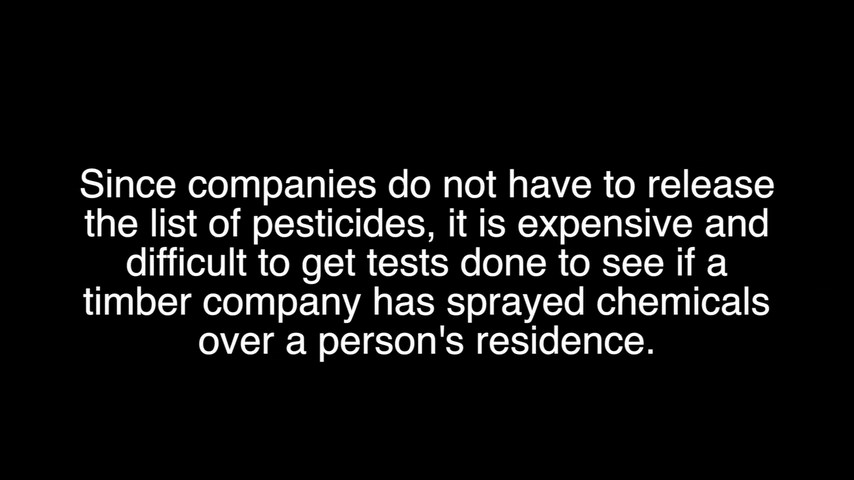 Since companies do not have to release
the list of pesticides, it is expensive and
difficult to get tests done to see if a
timber company has sprayed chemicals
over a person's residence.